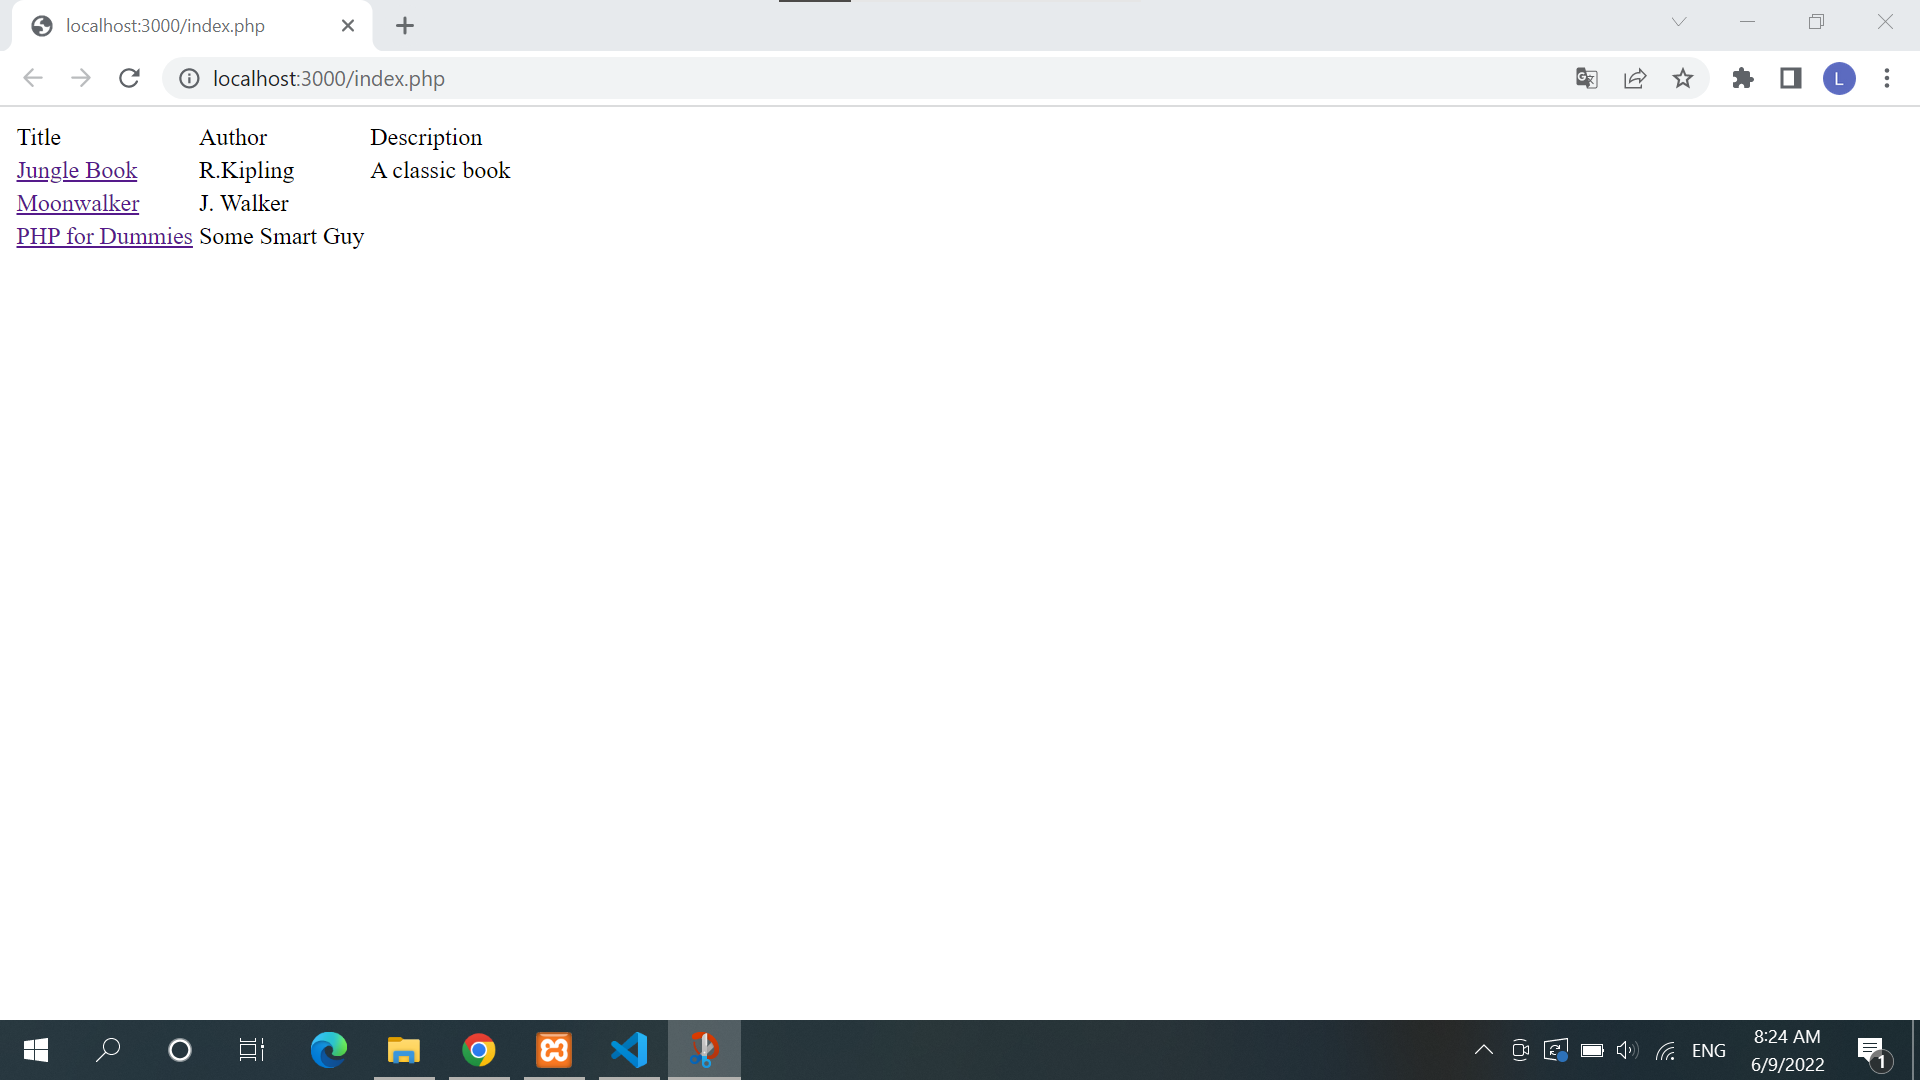 localhost:3000/index.php
localhost:3000/index.php
L
Title Author Description
Jungle Book R.Kipling A classic book
Moonwalker J. Walker
PHP for Dummies Some Smart Guy
ENG
8:24 AM
6/9/2022
1